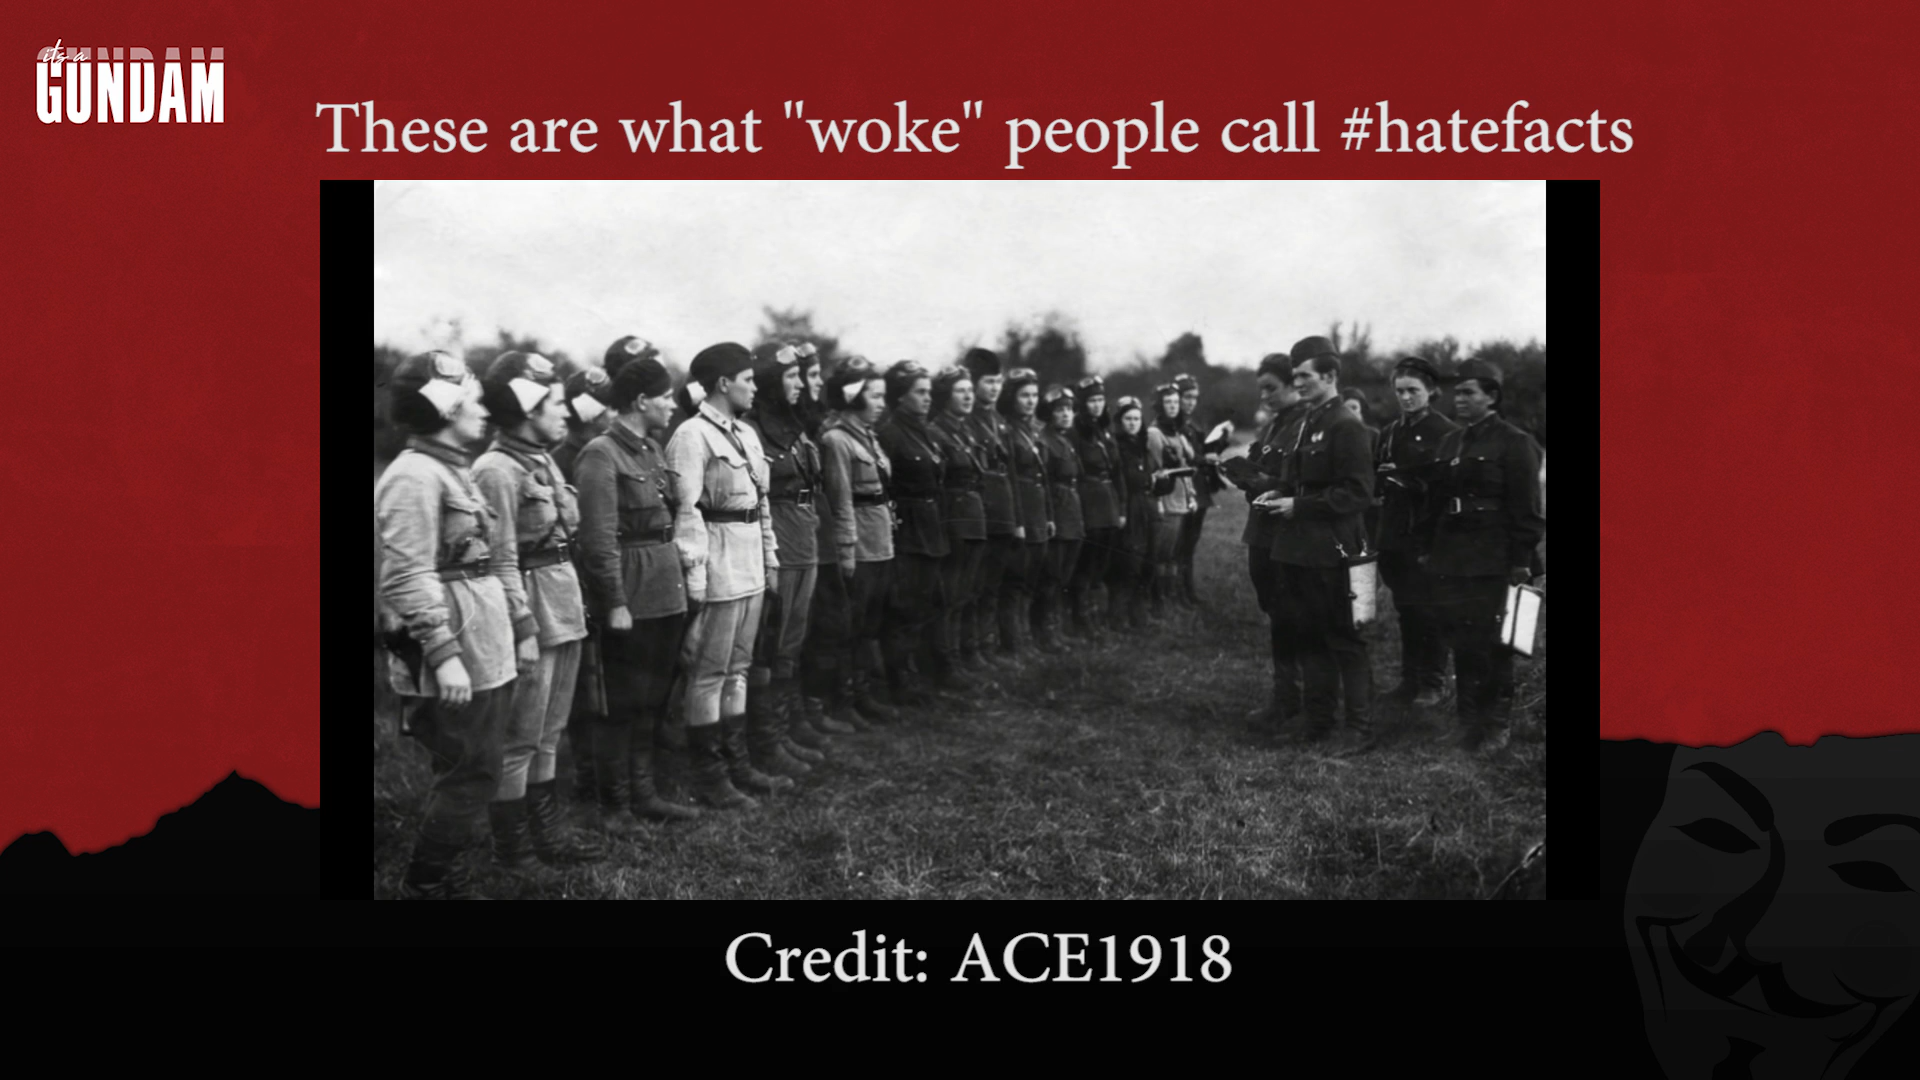 its a
GUNDAM
These are what "woke" people call #hatefacts
Credit: ACE1918